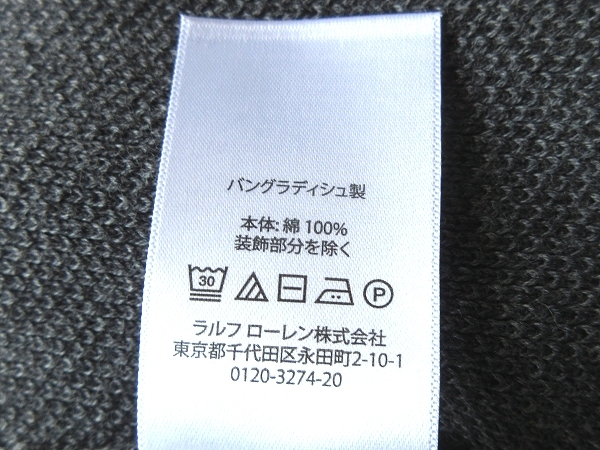 バングラディシュ製
本体: 綿 100%
装飾部分を除く
30 P
ラルフ ローレン株式会社
東京都千代田区永田町2-10-1
0120-3274-20